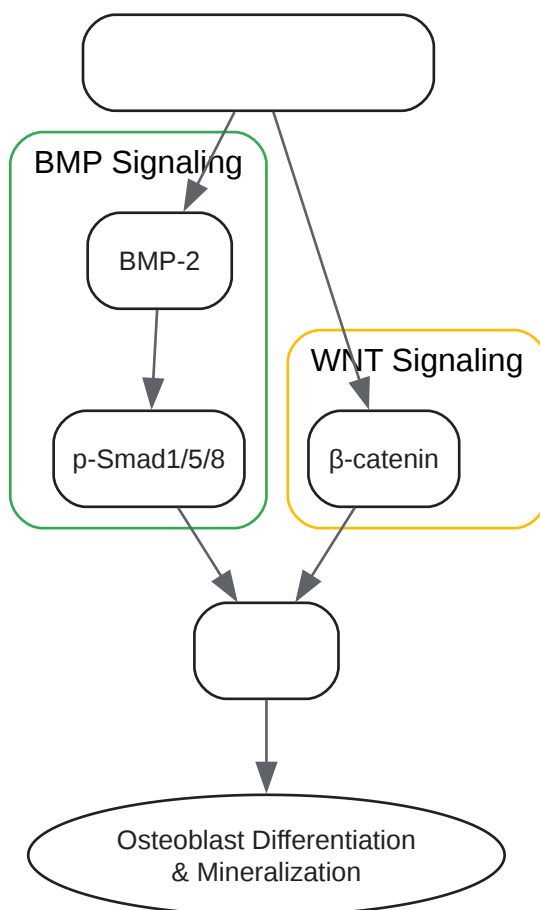 BMP Signaling
BMP-2
WNT Signaling
p-Smad1/5/8
β-catenin
Osteoblast Differentiation
& Mineralization